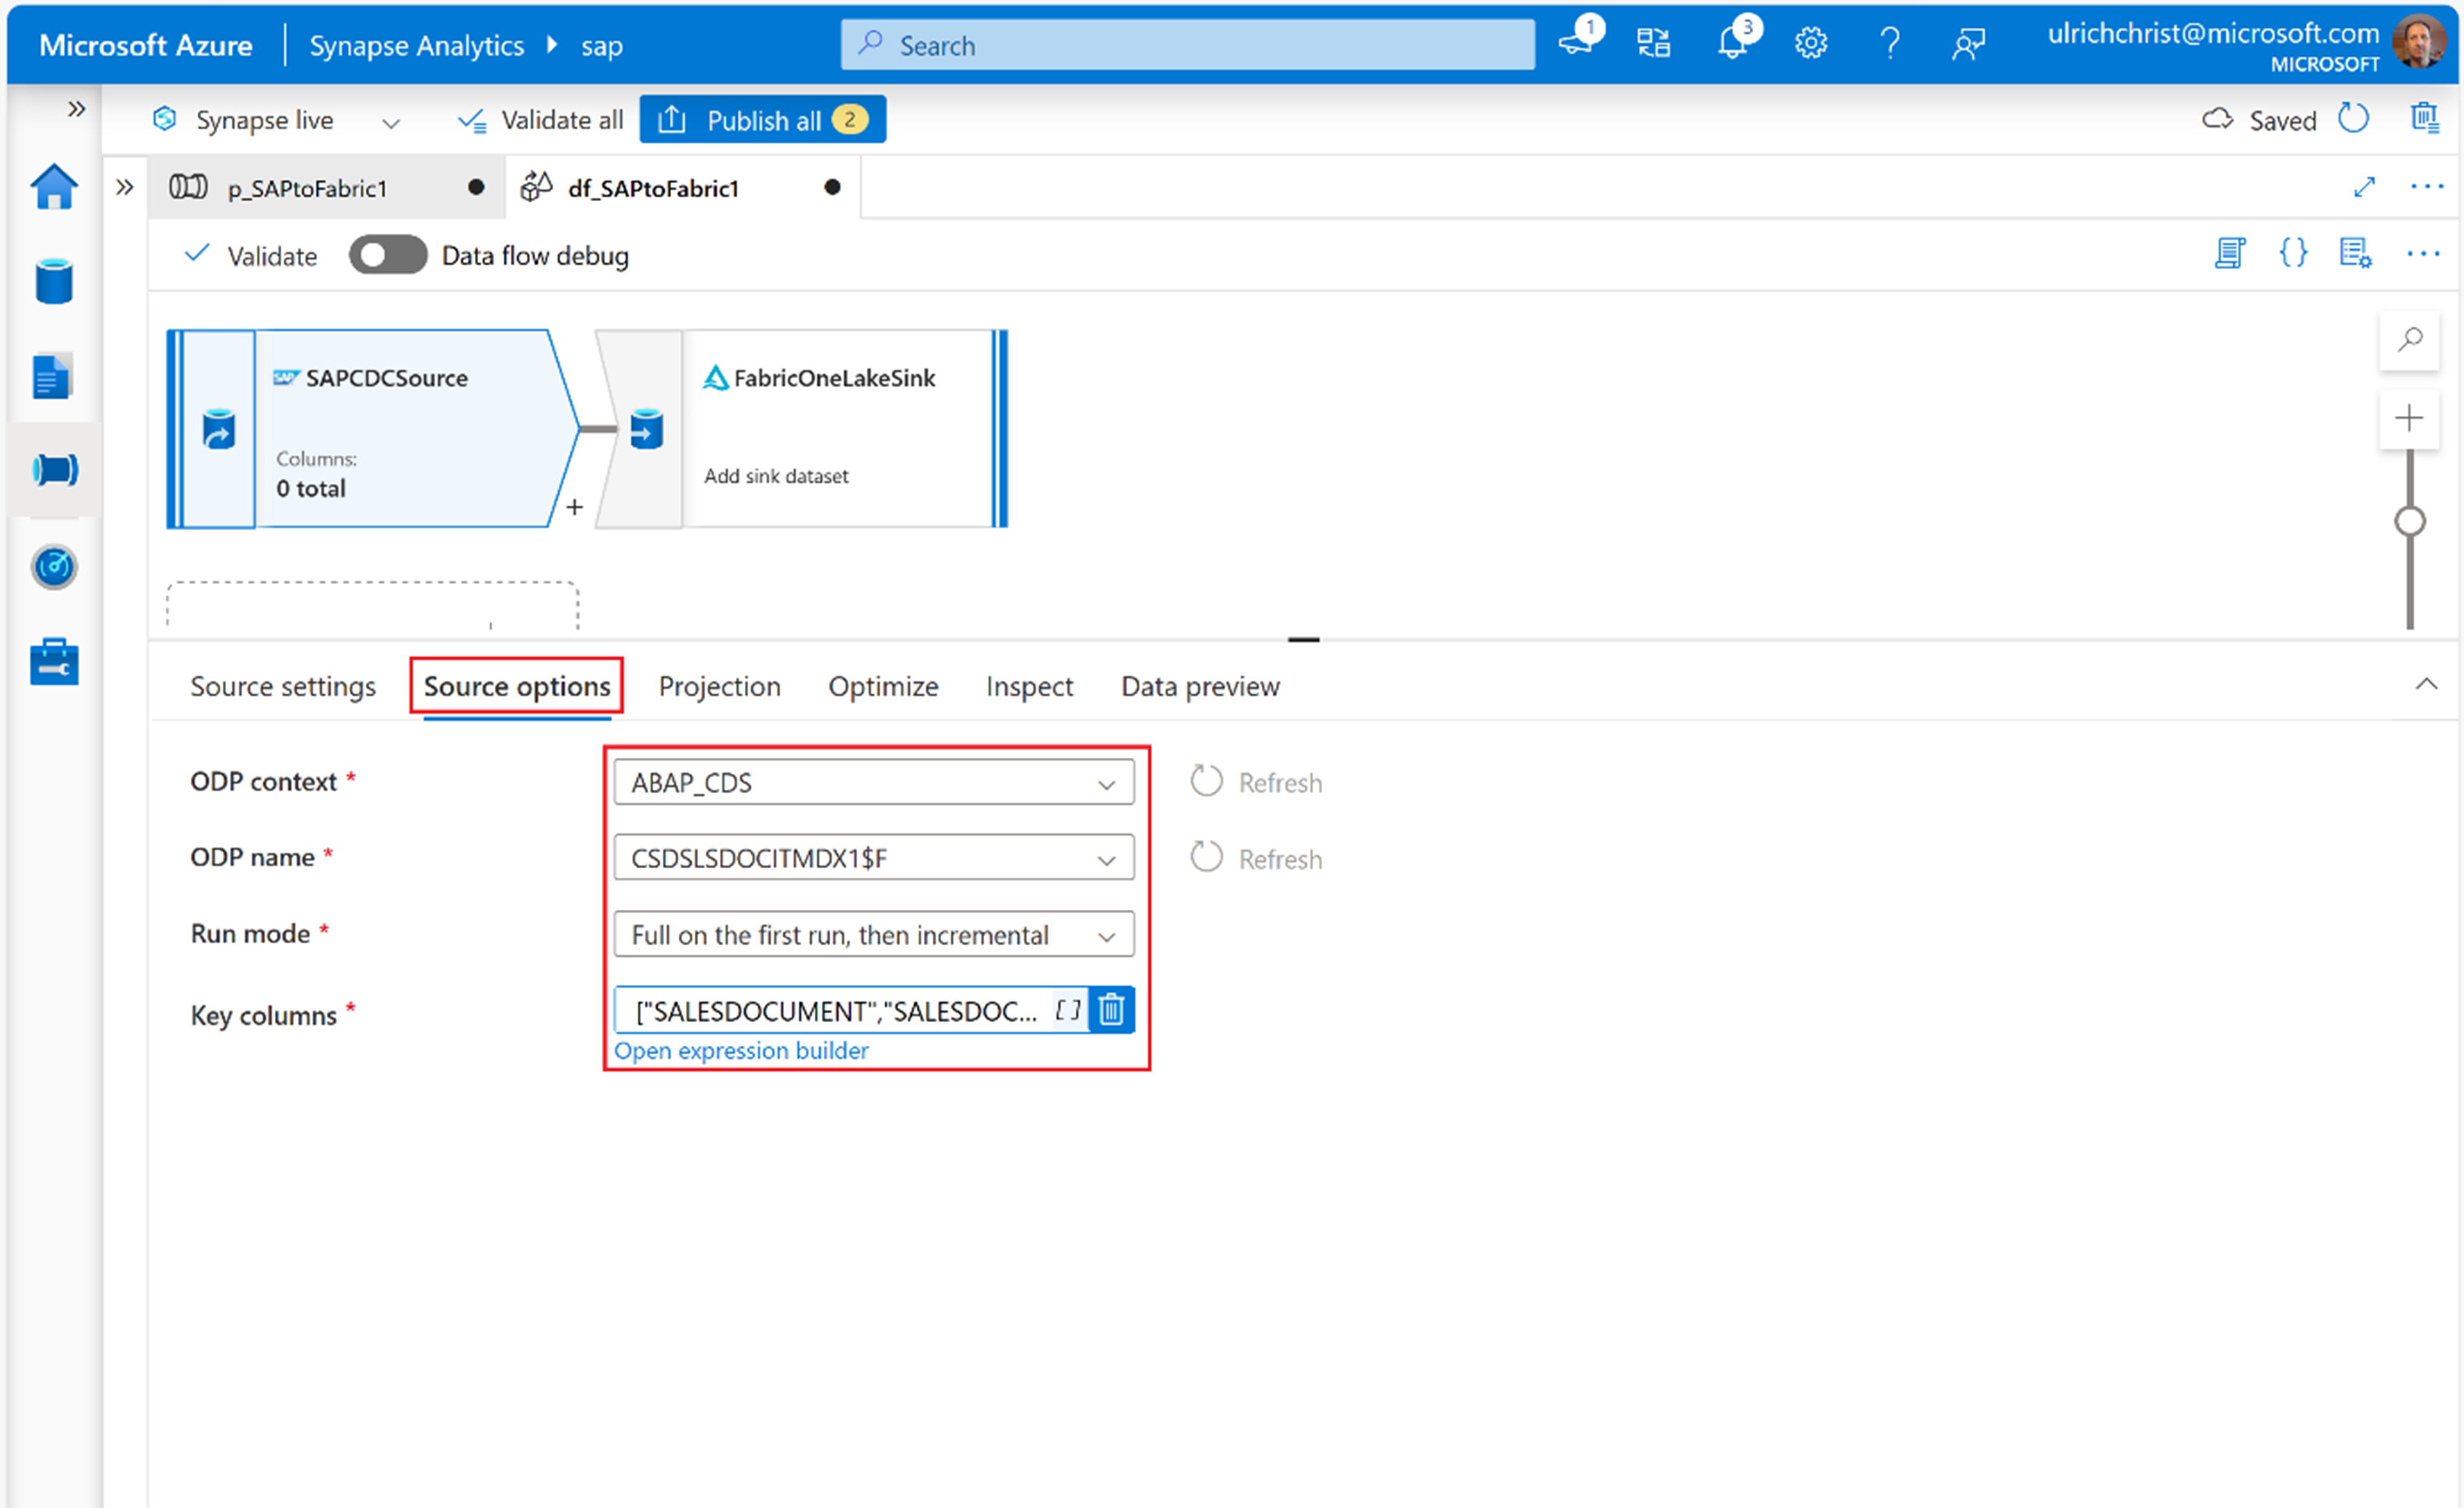 Microsoft Azure Synapse Analytics sap Search 1 3 ulrichchrist@microsoft.com
MICROSOFT
Synapse live Validate all Publish all 2 Saved
p_SAPtoFabric1 df_SAPtoFabric1
Validate Data flow debug
SAP SAPCDCSource FabricOneLakeSink
Columns:
0 total
Add sink dataset
Source settings Source options Projection Optimize Inspect Data preview
ODP context * ABAP_CDS Refresh
ODP name * CSDSLSDOCITMDX1$F Refresh
Run mode * Full on the first run, then incremental
Key columns * ["SALESDOCUMENT","SALESDOC... []
Open expression builder